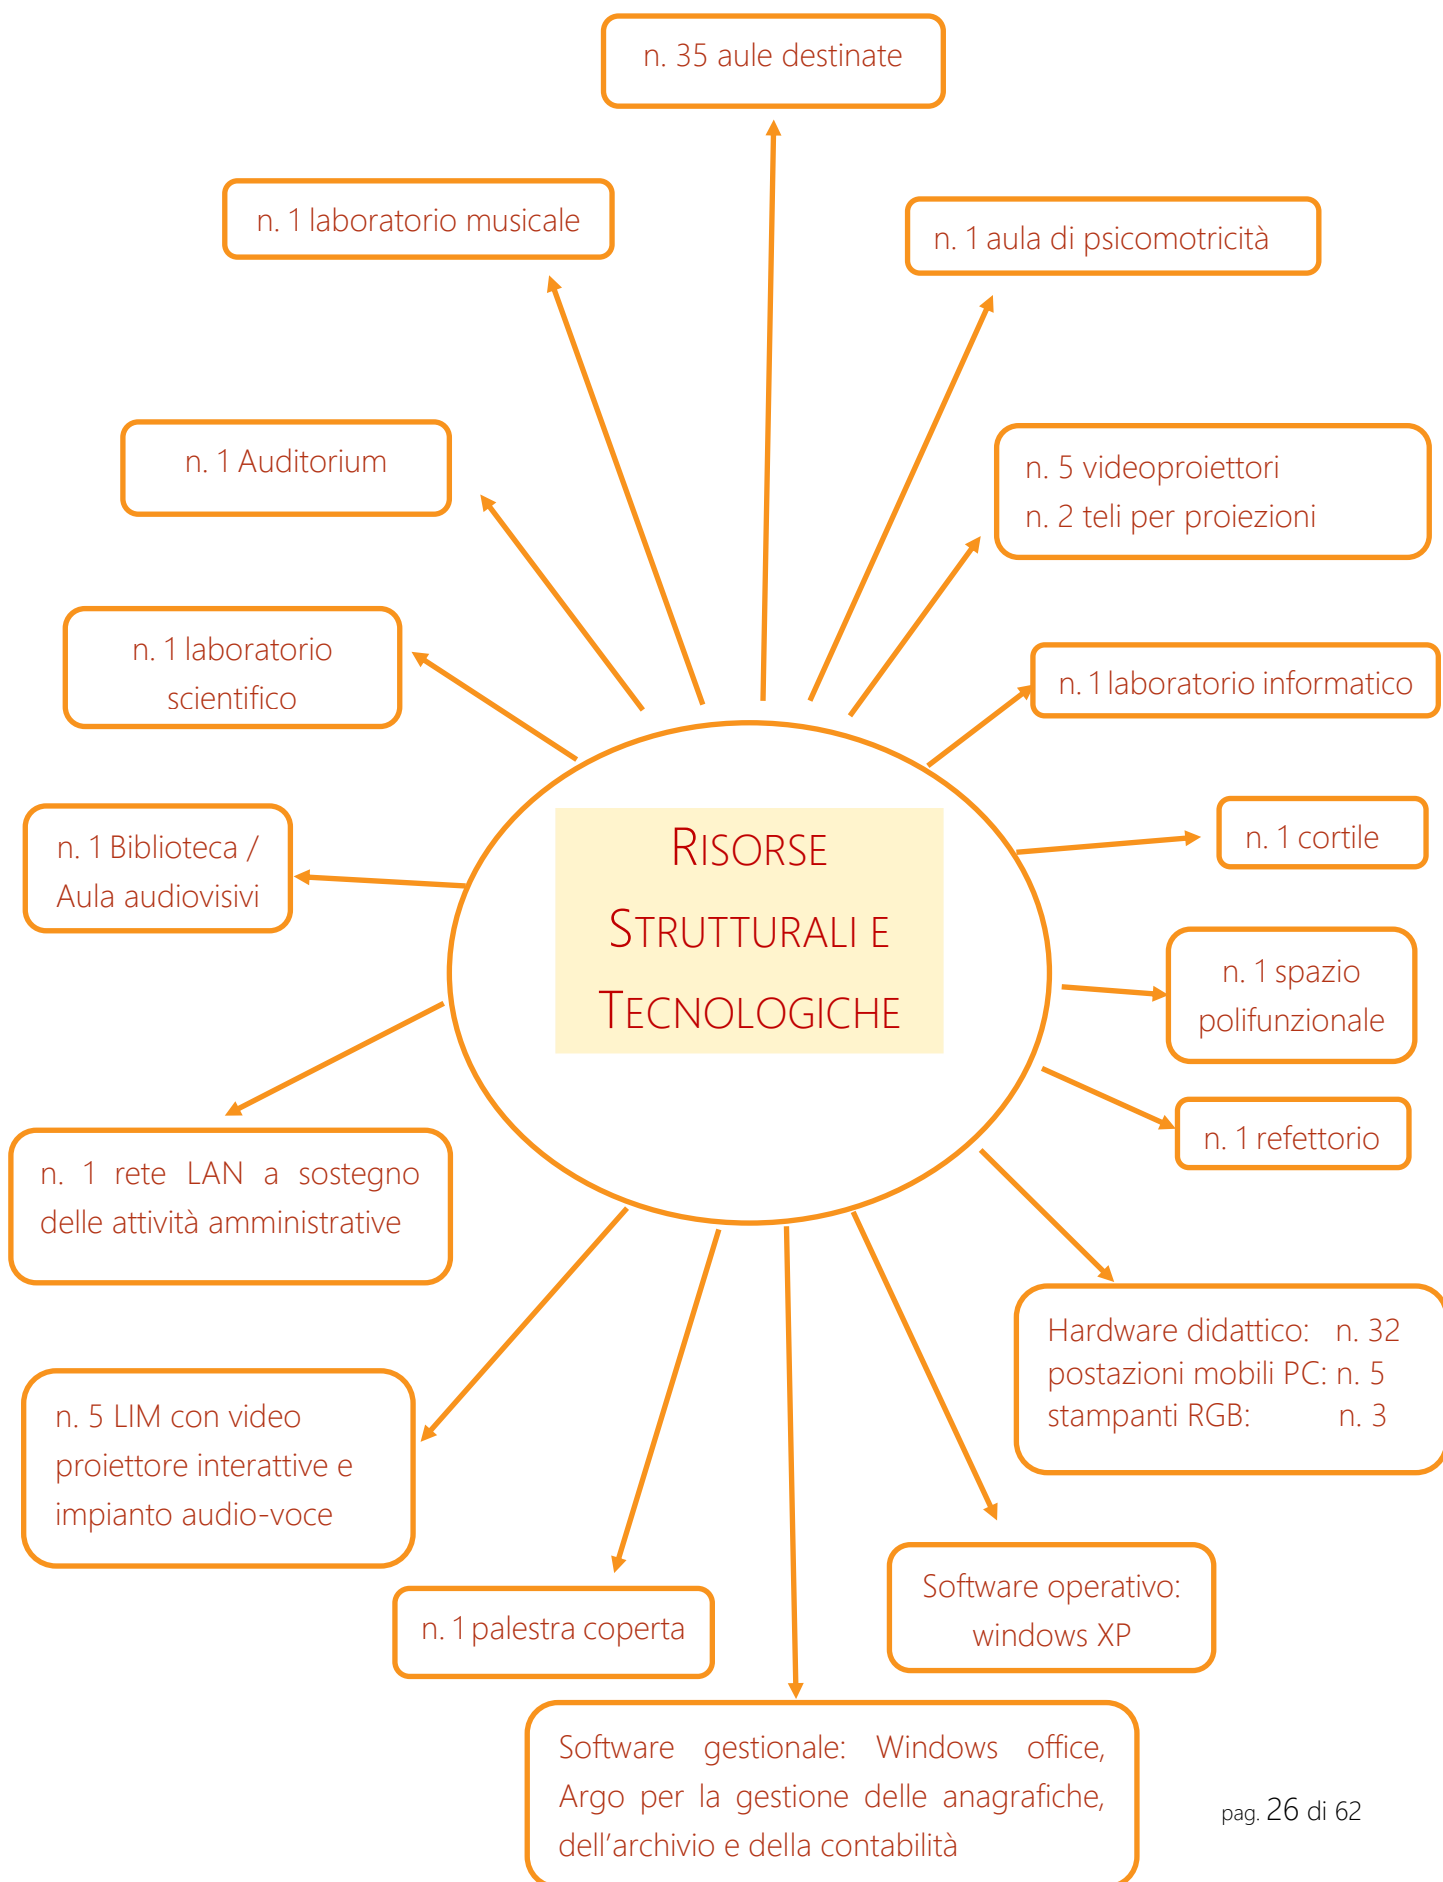 n. 35 aule destinate
n. 1 laboratorio musicale
n. 1 aula di psicomotricità
n. 1 Auditorium
n. 5 videoproiettori
n. 2 teli per proiezioni
n. 1 laboratorio
scientifico
n. 1 laboratorio informatico
n. 1 Biblioteca /
Aula audiovisivi
RISORSE
STRUTTURALI E
TECNOLOGICHE
n. 1 cortile
n. 1 spazio
polifunzionale
n. 1 refettorio
n. 1 rete LAN a sostegno
delle attività amministrative
Hardware didattico: n. 32
postazioni mobili PC: n. 5
stampanti RGB: n. 3
n. 5 LIM con video
proiettore interattive e
impianto audio-voce
Software operativo:
windows XP
n. 1 palestra coperta
Software gestionale: Windows office,
Argo per la gestione delle anagrafiche,
dell'archivio e della contabilità
pag. 26 di 62